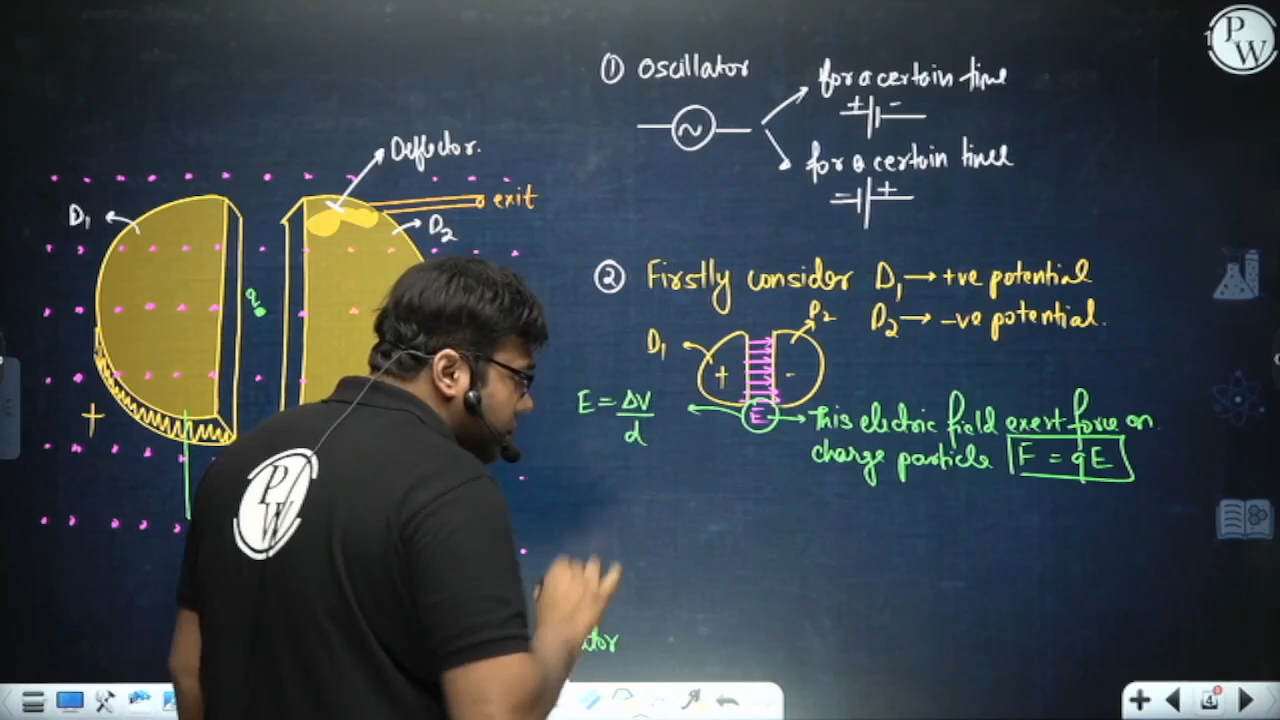 ① Oscillator
for a certain time
+ -
for a certain time
- +
Deflector.
exit
D₁
D₂
② Firstly consider D₁ → +ve potential
D₂ → -ve potential.
D₁
D₂
+ -
E
E = ΔV/d
This electric field exert force on
charge particle F = qE
+
PW
PW
4